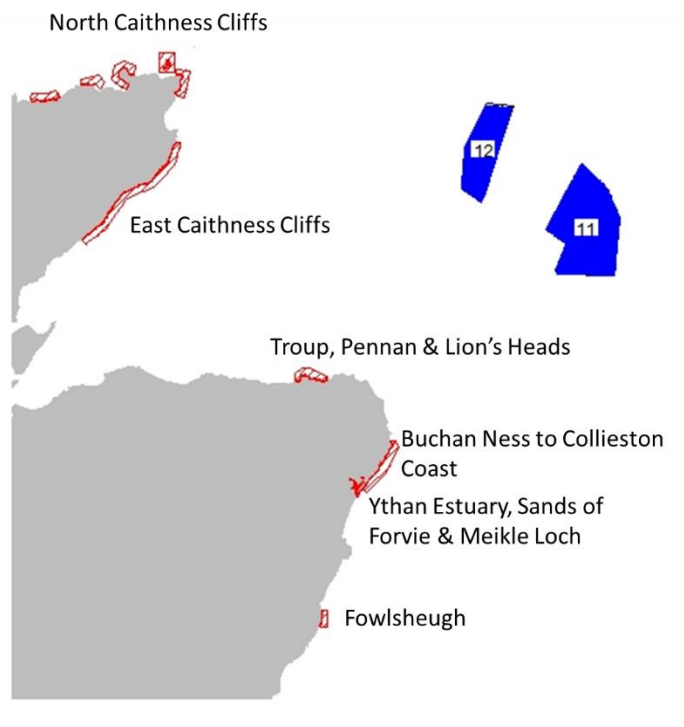 North Caithness Cliffs
12
11
East Caithness Cliffs
Troup, Pennan & Lion’s Heads
Buchan Ness to Collieston
Coast
Ythan Estuary, Sands of
Forvie & Meikle Loch
Fowlsheugh